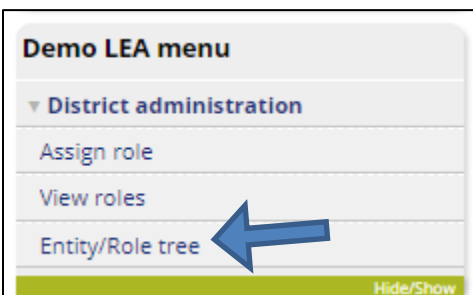 Demo LEA menu
District administration
Assign role
View roles
Entity/Role tree
Hide/Show